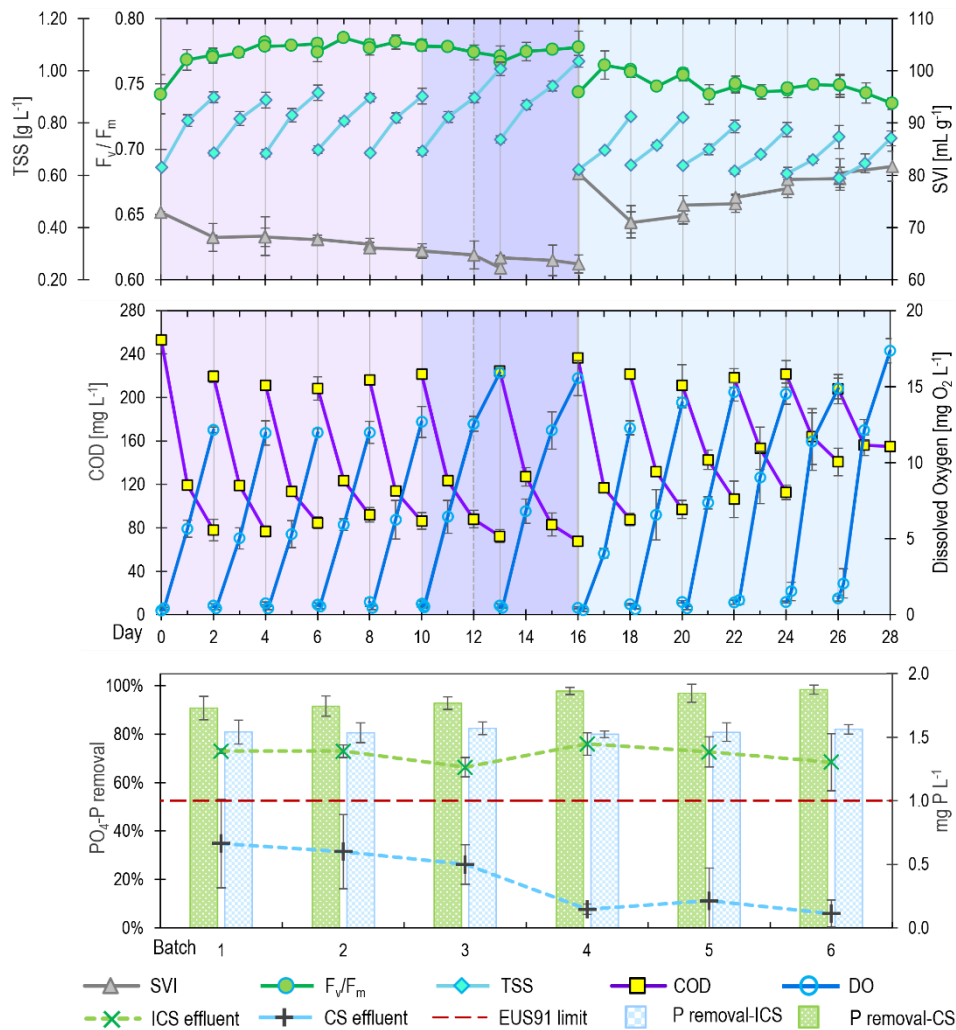 1.20 0.80 110
1.00 0.75 100
0.80 0.70 90
0.60 80
0.40 0.65 70
0.20 0.60 60
TSS [g L-1]
Fv/ Fm
SVI [mL g-1]
280 20
240
200 15
160
120 10
80 5
40
0 0
COD [mg L-1]
Dissolved Oxygen [mg O2 L-1]
Day 0 2 4 6 8 10 12 14 16 18 20 22 24 26 28
100% 2.0
80% 1.5
60%
40% 1.0
20% 0.5
0% 0.0
PO4-P removal
mg P L-1
Batch 1 2 3 4 5 6
SVI Fv/Fm TSS COD DO
ICS effluent CS effluent EUS91 limit P removal-ICS P removal-CS